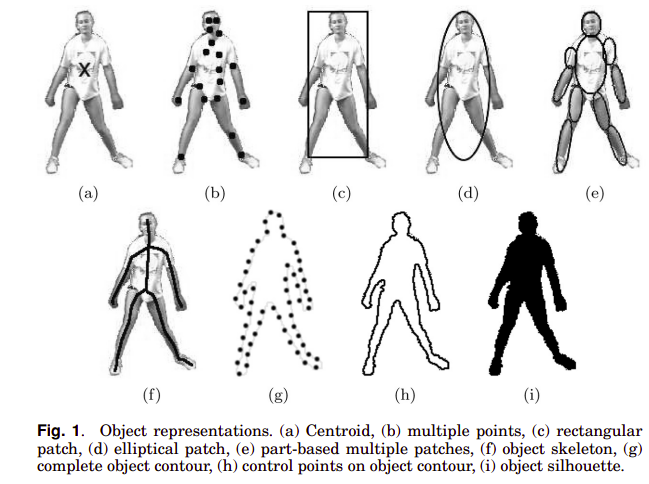 X
(a) (b) (c) (d) (e)
(f) (g) (h) (i)
Fig. 1. Object representations. (a) Centroid, (b) multiple points, (c) rectangular
patch, (d) elliptical patch, (e) part-based multiple patches, (f) object skeleton, (g)
complete object contour, (h) control points on object contour, (i) object silhouette.